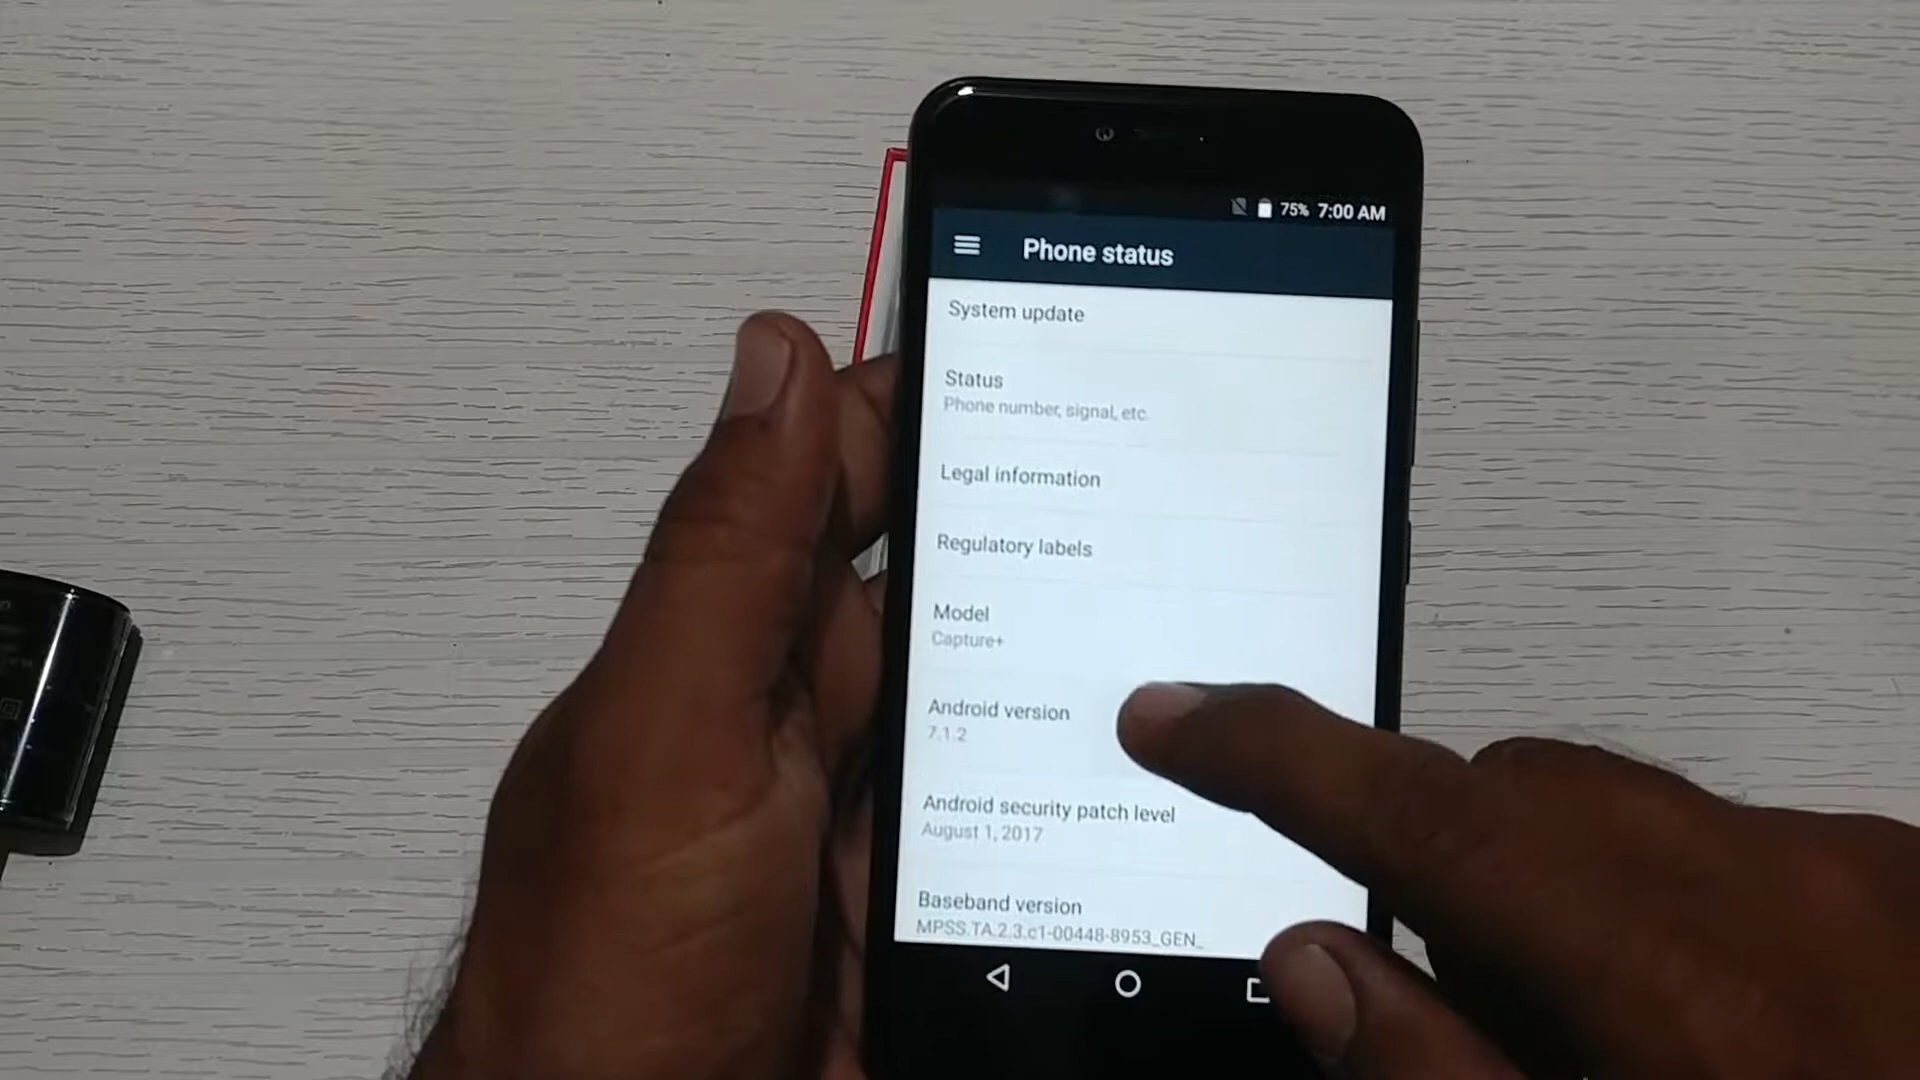 75% 7:00 AM
Phone status
System update
Status
Phone number, signal, etc.
Legal information
Regulatory labels
Model
Capture+
Android version
7.1.2
Android security patch level
August 1, 2017
Baseband version
MPSS.TA.2.3.c1-00448-8953_GEN_